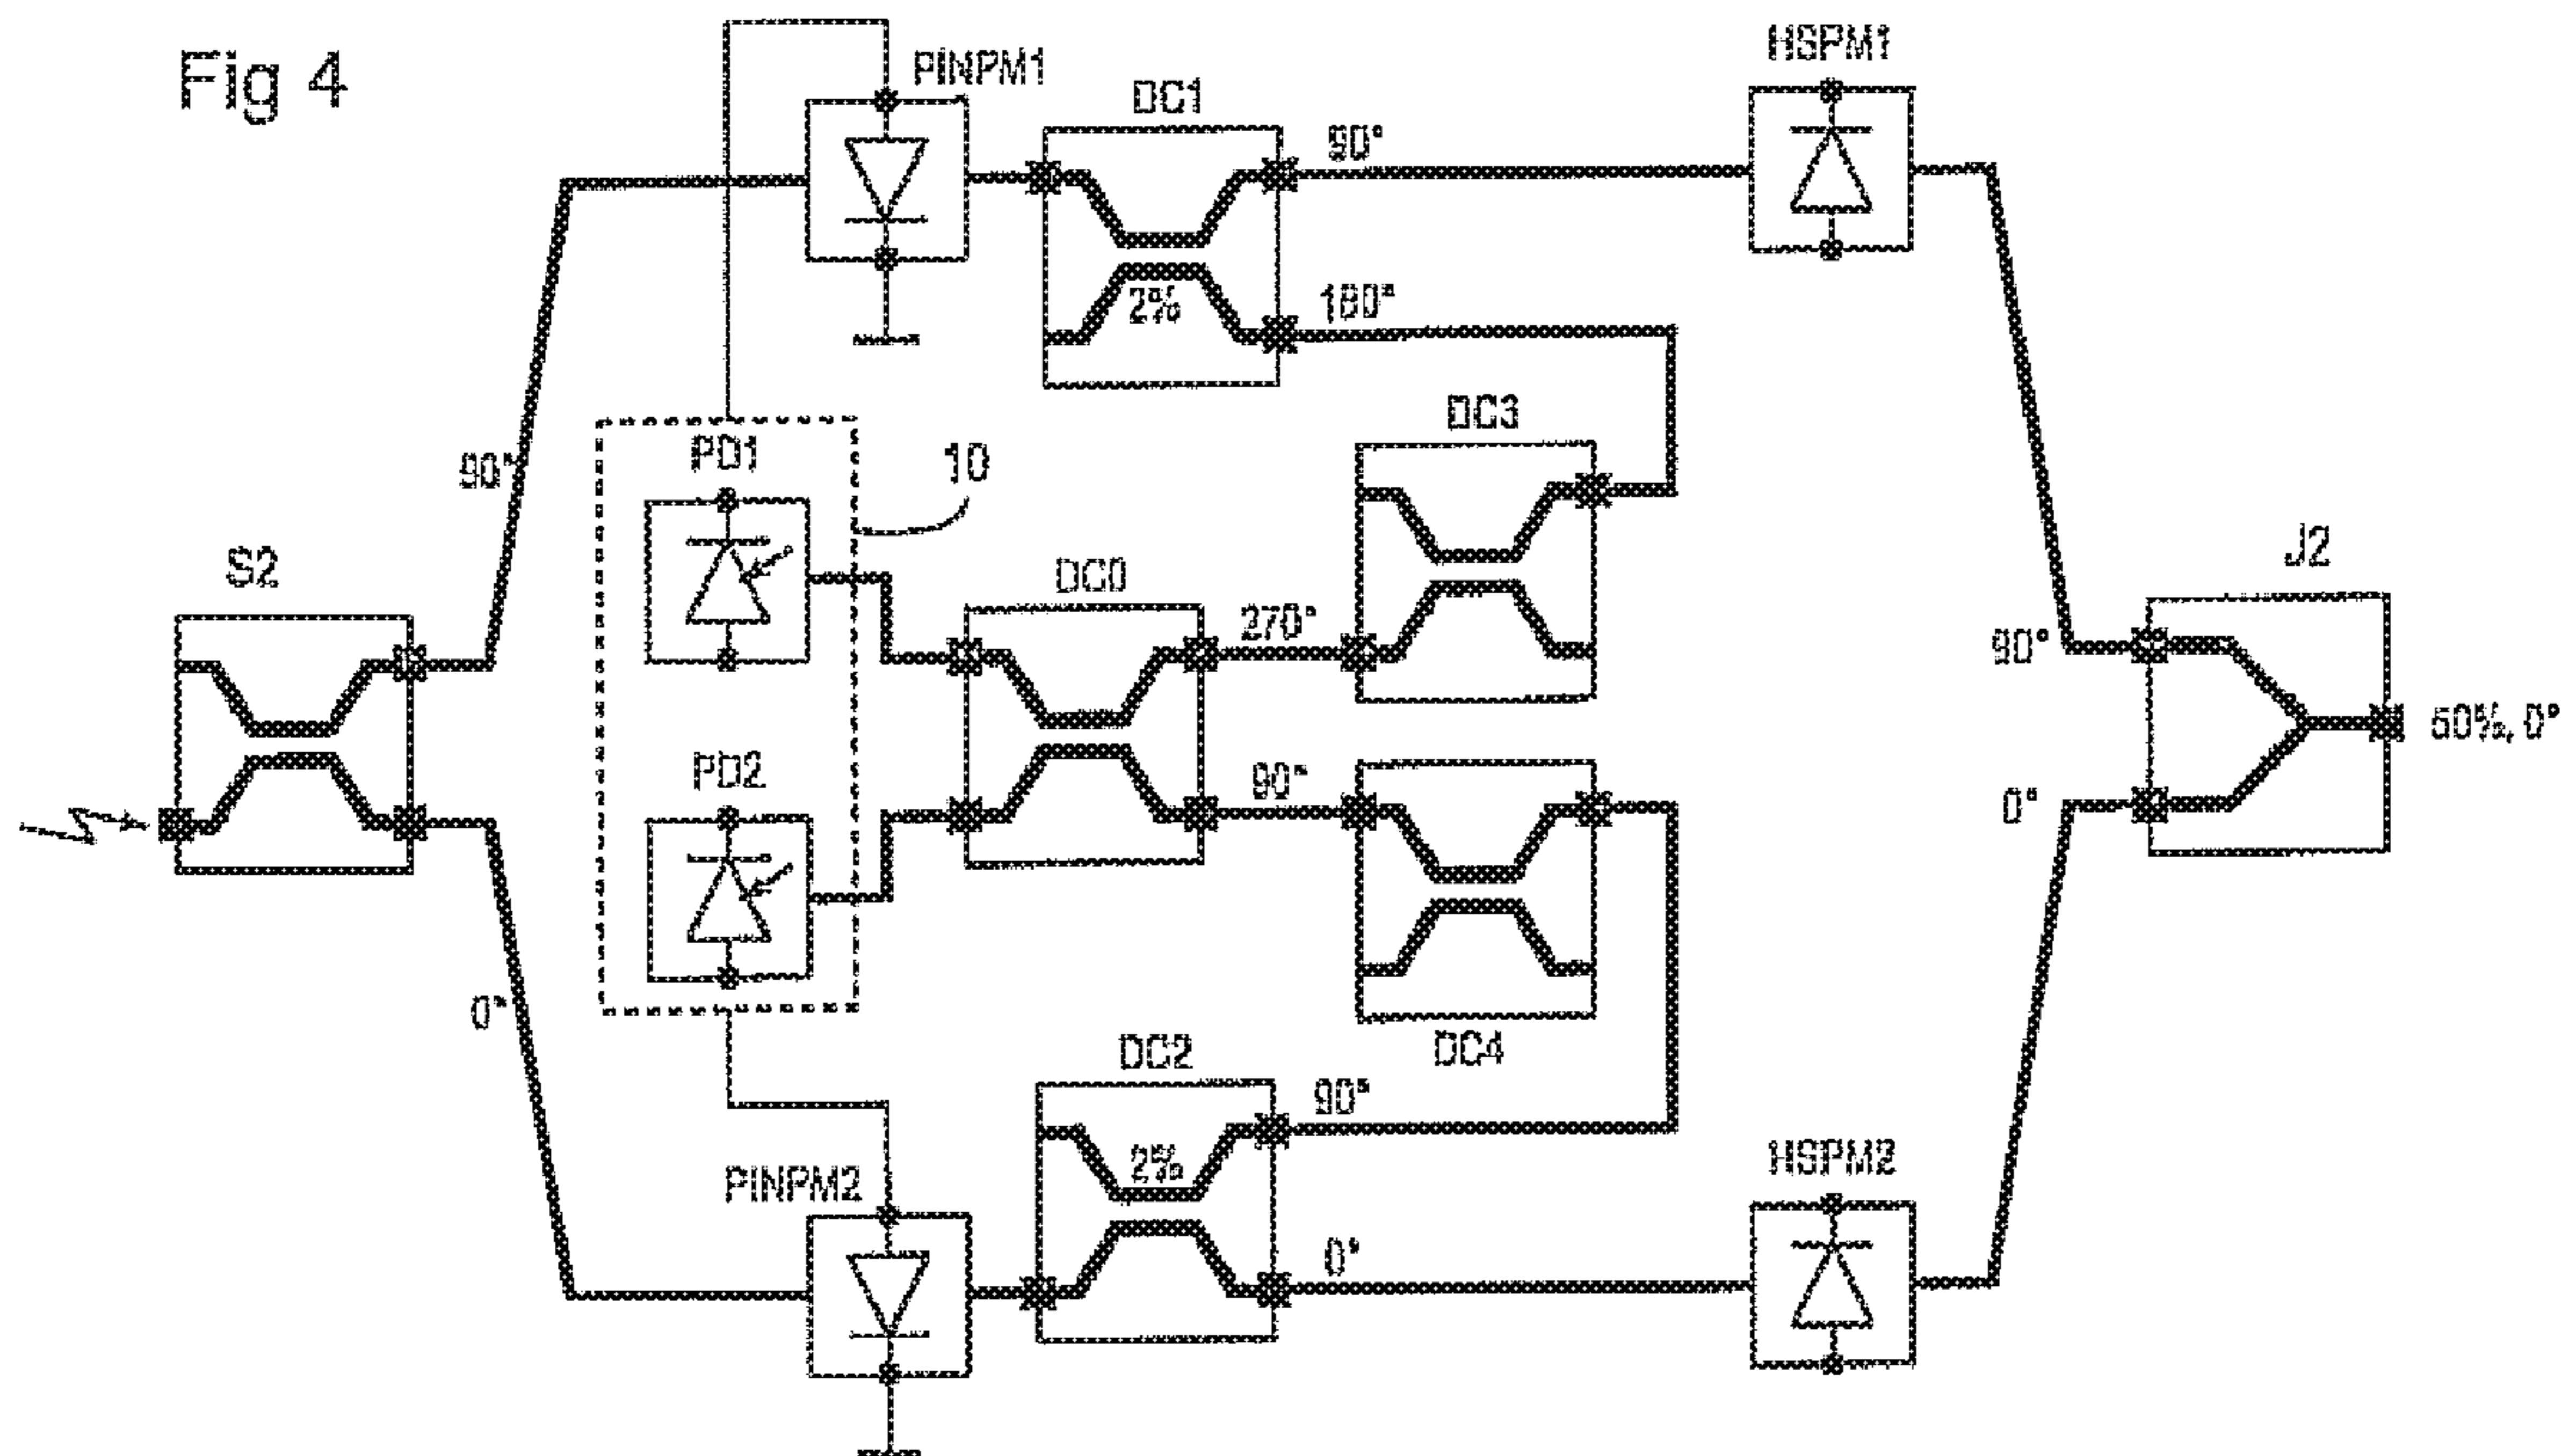 Fig 4
PINPM1
DC1
HSPM1
90°
2%
180°
DC3
PD1
10
90°
S2
DC0
270°
J2
90°
PD2
90°
50%, 0°
0°
0°
DC4
DC2
90°
2%
PINPM2
HSPM2
0°